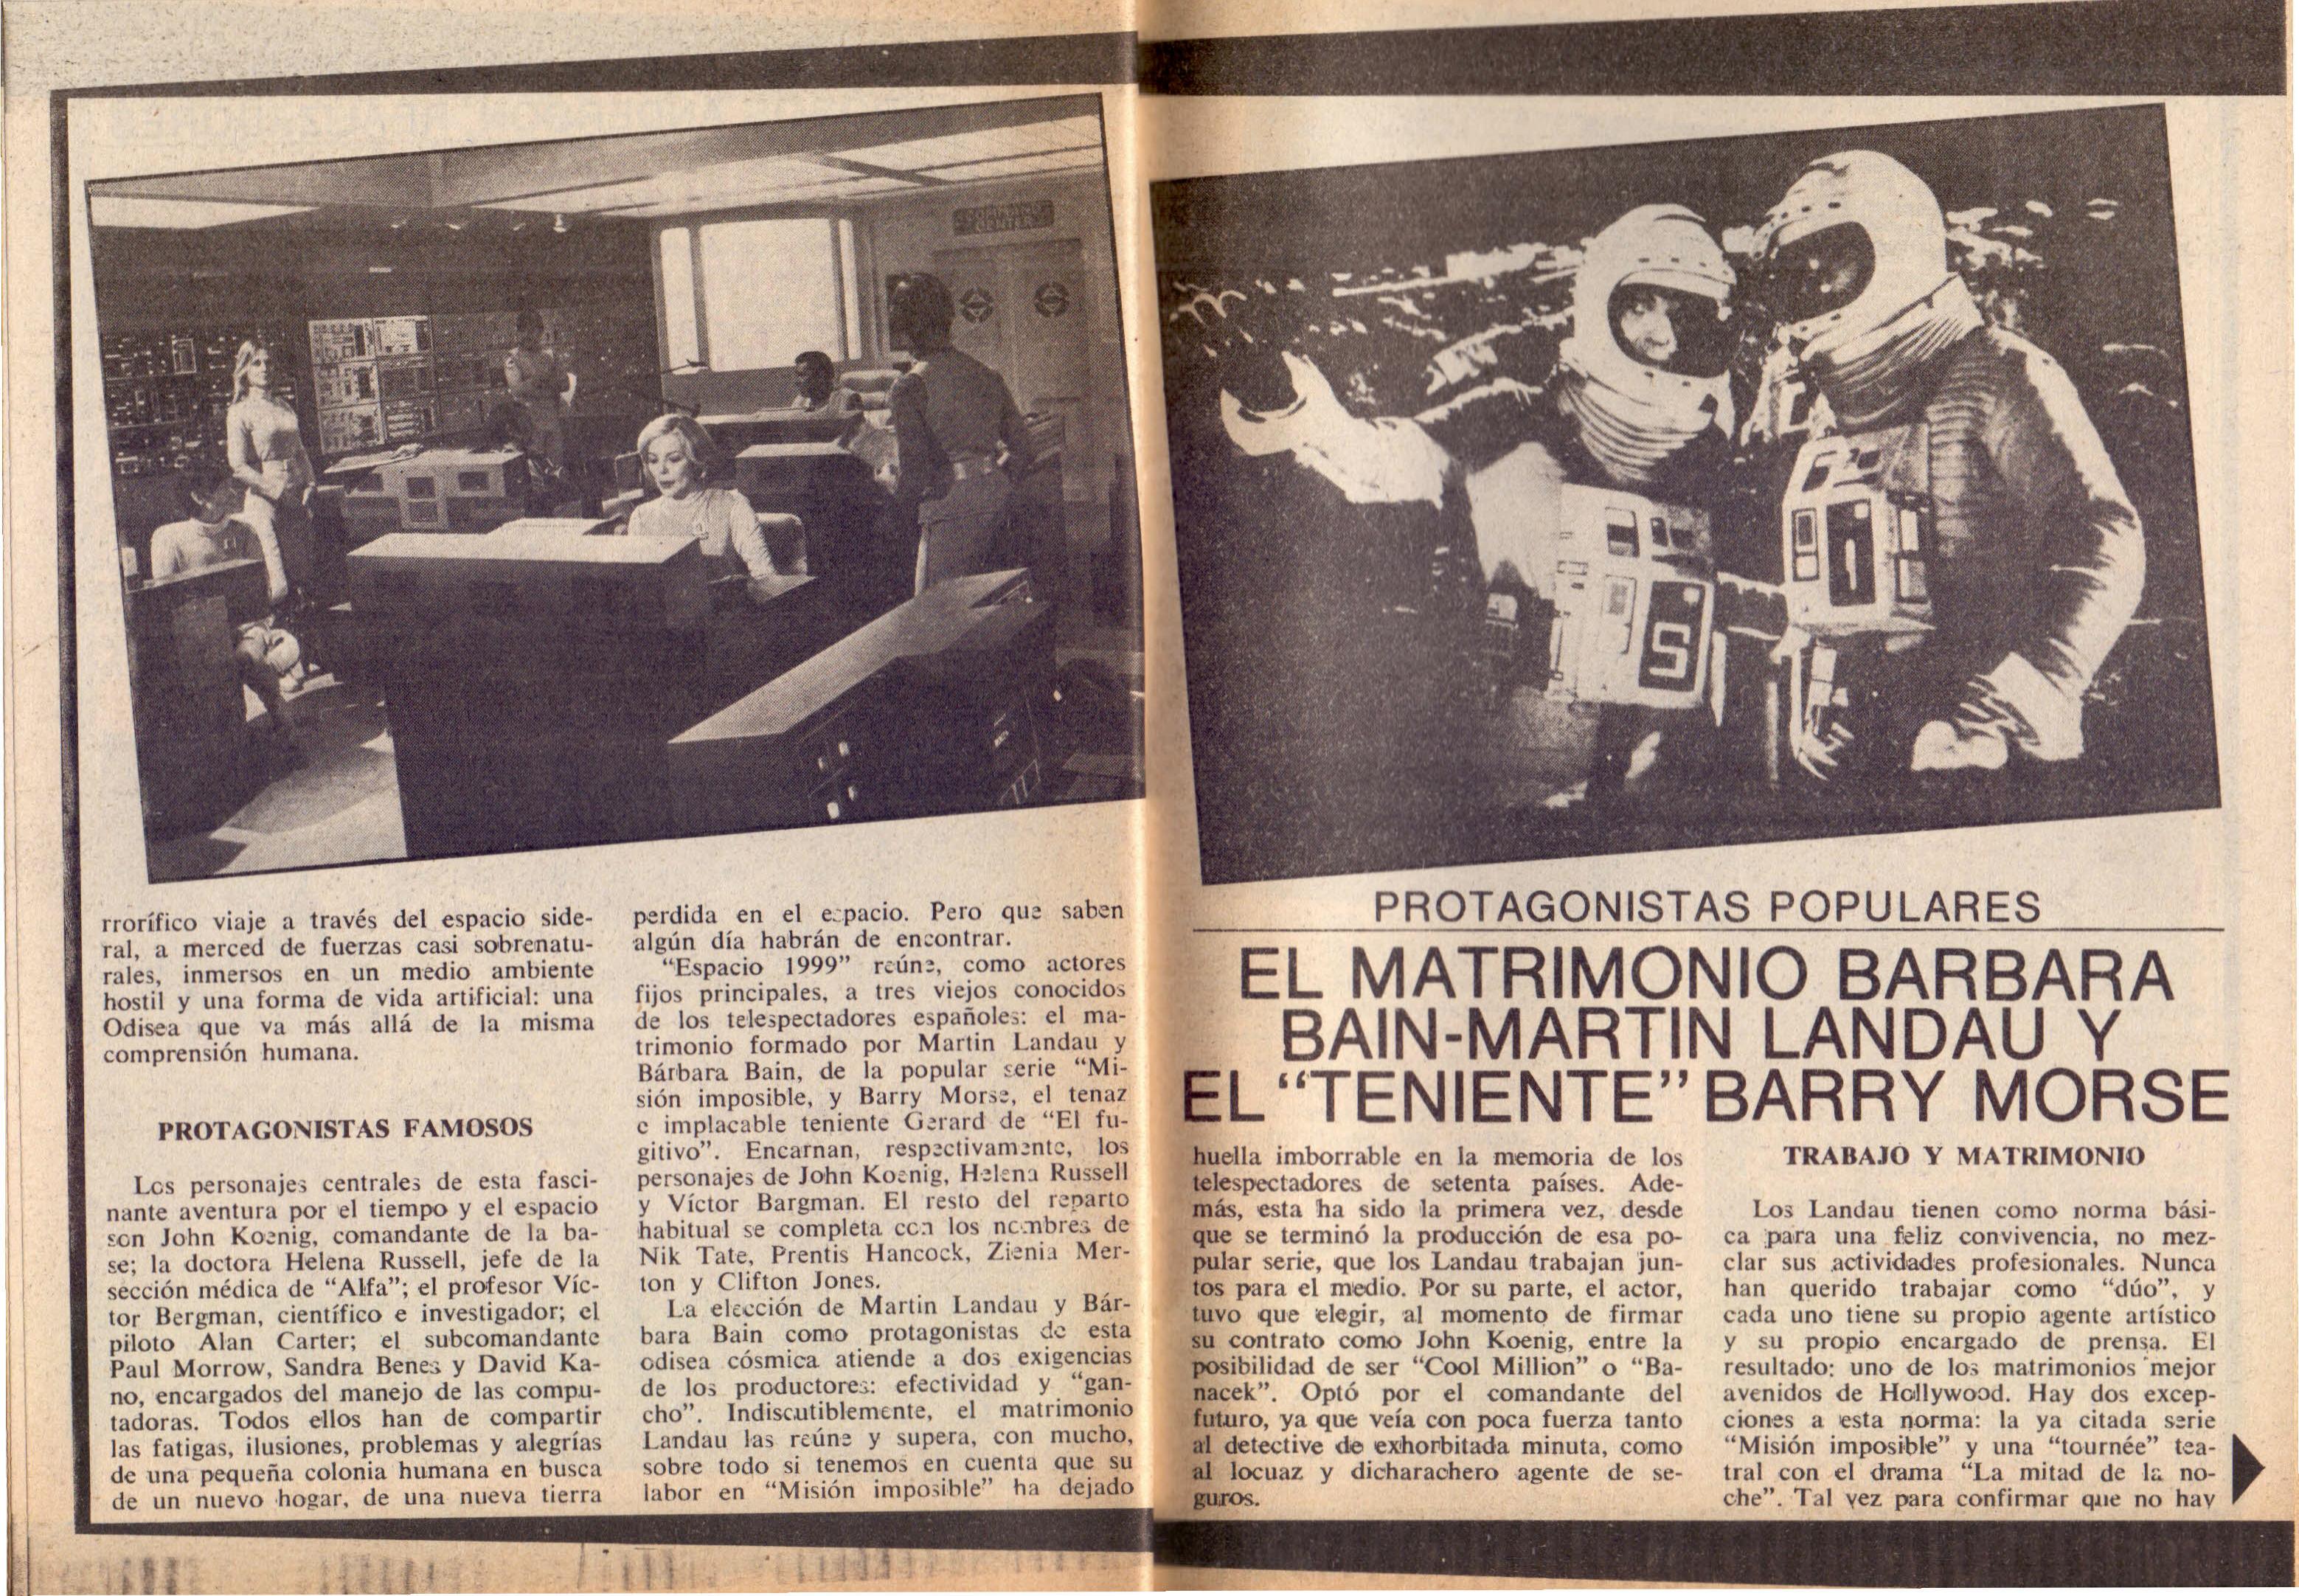 COMMAND
CENTER
rrorífico viaje a través del espacio side-
ral, a merced de fuerzas casi sobrenatu-
rales, inmersos en un medio ambiente
hostil y una forma de vida artificial: una
Odisea que va más allá de la misma
comprensión humana.
PROTAGONISTAS FAMOSOS
Los personajes centrales de esta fasci-
nante aventura por el tiempo y el espacio
son John Koenig, comandante de la ba-
se; la doctora Helena Russell, jefe de la
sección médica de “Alfa”; el profesor Víc-
tor Bergman, científico e investigador; el
piloto Alan Carter; el subcomandante
Paul Morrow, Sandra Benes y David Ka-
no, encargados del manejo de las compu-
tadoras. Todos ellos han de compartir
las fatigas, ilusiones, problemas y alegrías
de una pequeña colonia humana en busca
de un nuevo hogar, de una nueva tierra
perdida en el espacio. Pero que saben
algún día habrán de encontrar.
“Espacio 1999” reúne, como actores
fijos principales, a tres viejos conocidos
de los telespectadores españoles: el ma-
trimonio formado por Martin Landau y
Bárbara Bain, de la popular serie “Mi-
sión imposible, y Barry Morse, el tenaz
e implacable teniente Gerard de “El fu-
gitivo”. Encarnan, respectivamente, los
personajes de John Koenig, Helena Russell
y Víctor Bargman. El resto del reparto
habitual se completa con los nombres de
Nik Tate, Prentis Hancock, Zienia Mer-
ton y Clifton Jones.
La elección de Martin Landau y Bár-
bara Bain como protagonistas de esta
odisea cósmica atiende a dos exigencias
de los productores: efectividad y “gan-
cho”. Indiscutiblemente, el matrimonio
Landau las reúne y supera, con mucho,
sobre todo si tenemos en cuenta que su
labor en “Misión imposible” ha dejado
S
PROTAGONISTAS POPULARES
EL MATRIMONIO BARBARA
BAIN-MARTIN LANDAU Y
EL “TENIENTE” BARRY MORSE
huella imborrable en la memoria de los
telespectadores de setenta países. Ade-
más, esta ha sido la primera vez, desde
que se terminó la producción de esa po-
pular serie, que los Landau trabajan jun-
tos para el medio. Por su parte, el actor,
tuvo que elegir, al momento de firmar
su contrato como John Koenig, entre la
posibilidad de ser “Cool Million” o “Ba-
nacek”. Optó por el comandante del
futuro, ya que veía con poca fuerza tanto
al detective de exhorbitada minuta, como
al locuaz y dicharachero agente de se-
guros.
TRABAJO Y MATRIMONIO
Los Landau tienen como norma bási-
ca para una feliz convivencia, no mez-
clar sus actividades profesionales. Nunca
han querido trabajar como “dúo”, y
cada uno tiene su propio agente artístico
y su propio encargado de prensa. El
resultado: uno de los matrimonios mejor
avenidos de Hollywood. Hay dos excep-
ciones a esta norma: la ya citada serie
“Misión imposible” y una “tournée” tea-
tral con el drama “La mitad de la no-
che”. Tal vez para confirmar que no hay